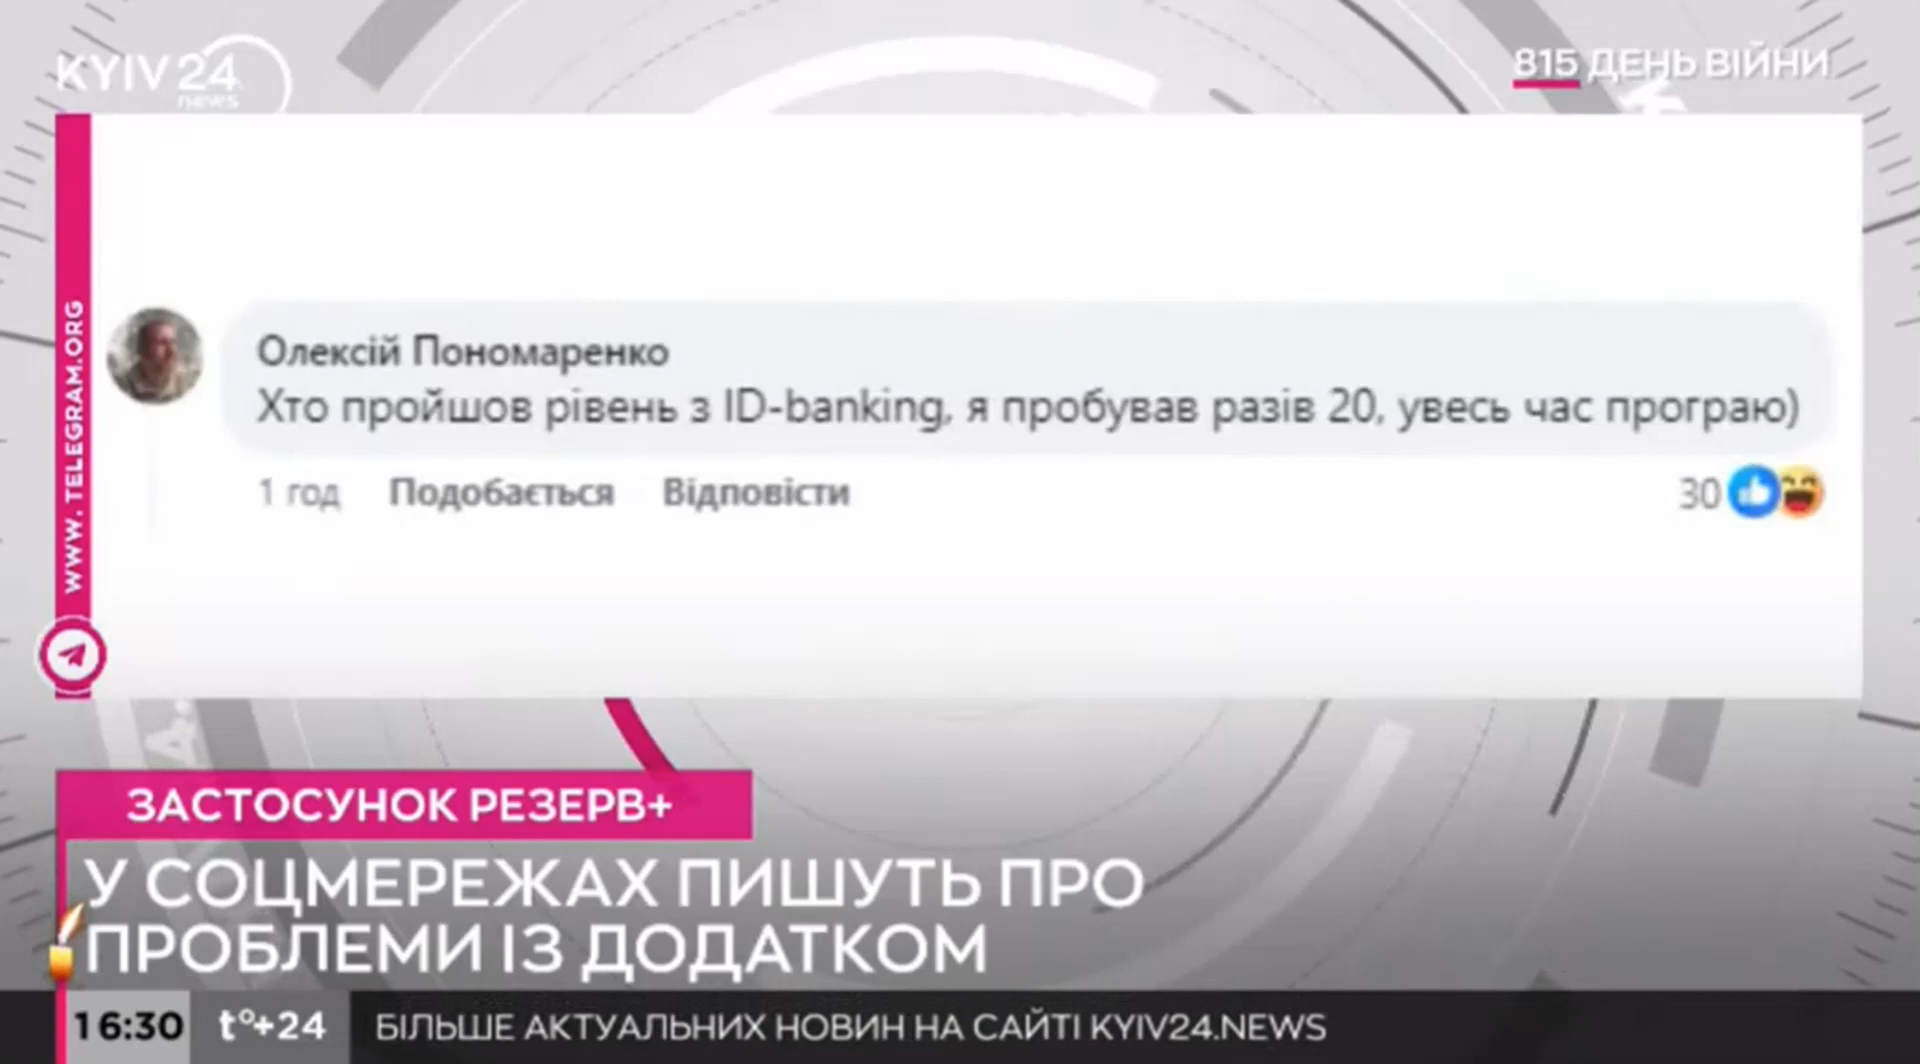 KYIV 24
news
815 ДЕНЬ ВІЙНИ
WWW.TELEGRAM.ORG
Олексій Пономаренко
Хто пройшов рівень з ID-banking, я пробував разів 20, увесь час програю)
1 год Подобається Відповісти 30
ЗАСТОСУНОК РЕЗЕРВ+
У СОЦМЕРЕЖАХ ПИШУТЬ ПРО
ПРОБЛЕМИ ІЗ ДОДАТКОМ
16:30 t°+24 БІЛЬШЕ АКТУАЛЬНИХ НОВИН НА САЙТІ KYIV24.NEWS